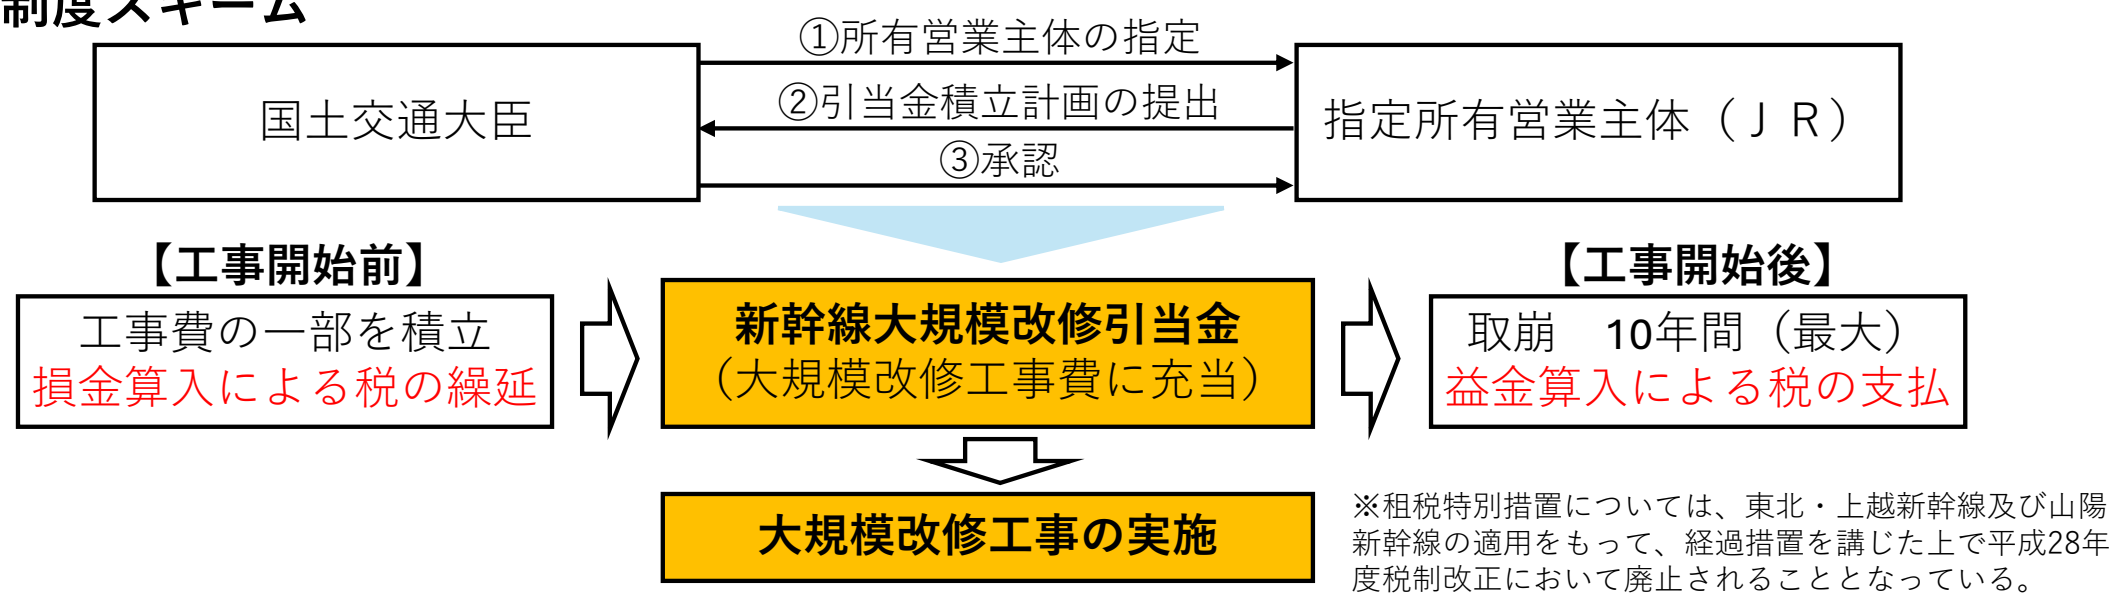 制度スキーム
①所有営業主体の指定
国土交通大臣
②引当金積立計画の提出
指定所有営業主体（ＪＲ）
③承認
【工事開始前】
工事費の一部を積立
損金算入による税の繰延
新幹線大規模改修引当金
（大規模改修工事費に充当）
【工事開始後】
取崩　10年間（最大）
益金算入による税の支払
大規模改修工事の実施
※租税特別措置については、東北・上越新幹線及び山陽
新幹線の適用をもって、経過措置を講じた上で平成28年
度税制改正において廃止されることとなっている。